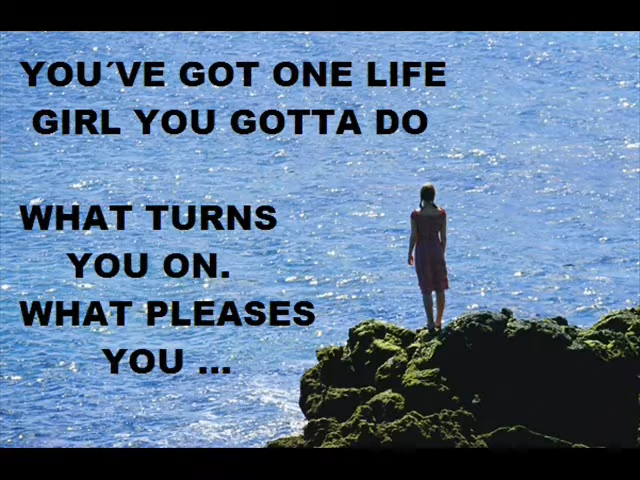 YOU´VE GOT ONE LIFE
GIRL YOU GOTTA DO
WHAT TURNS
YOU ON.
WHAT PLEASES
YOU ...